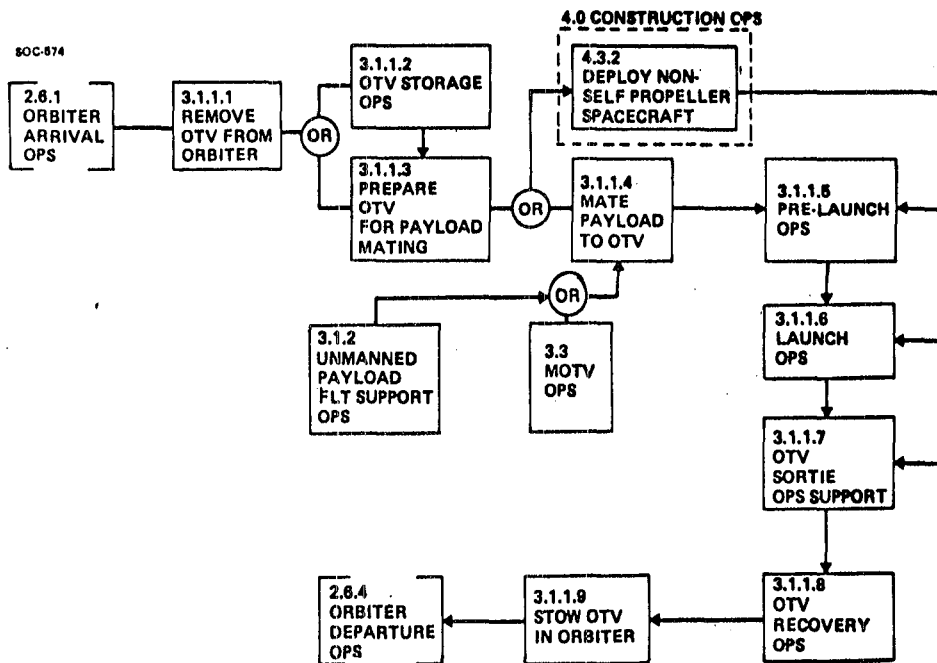 SOC-574
4.0 CONSTRUCTION OPS
2.6.1
ORBITER
ARRIVAL
OPS
3.1.1.1
REMOVE
OTV FROM
ORBITER
OR
3.1.1.2
OTV STORAGE
OPS
3.1.1.3
PREPARE
OTV
FOR PAYLOAD
MATING
OR
4.3.2
DEPLOY NON-
SELF PROPELLER
SPACECRAFT
3.1.1.4
MATE
PAYLOAD
TO OTV
3.1.1.5
PRE-LAUNCH
OPS
OR
3.1.2
UNMANNED
PAYLOAD
FLT SUPPORT
OPS
3.3
MOTV
OPS
3.1.1.6
LAUNCH
OPS
3.1.1.7
OTV
SORTIE
OPS SUPPORT
3.1.1.8
OTV
RECOVERY
OPS
3.1.1.9
STOW OTV
IN ORBITER
2.6.4
ORBITER
DEPARTURE
OPS